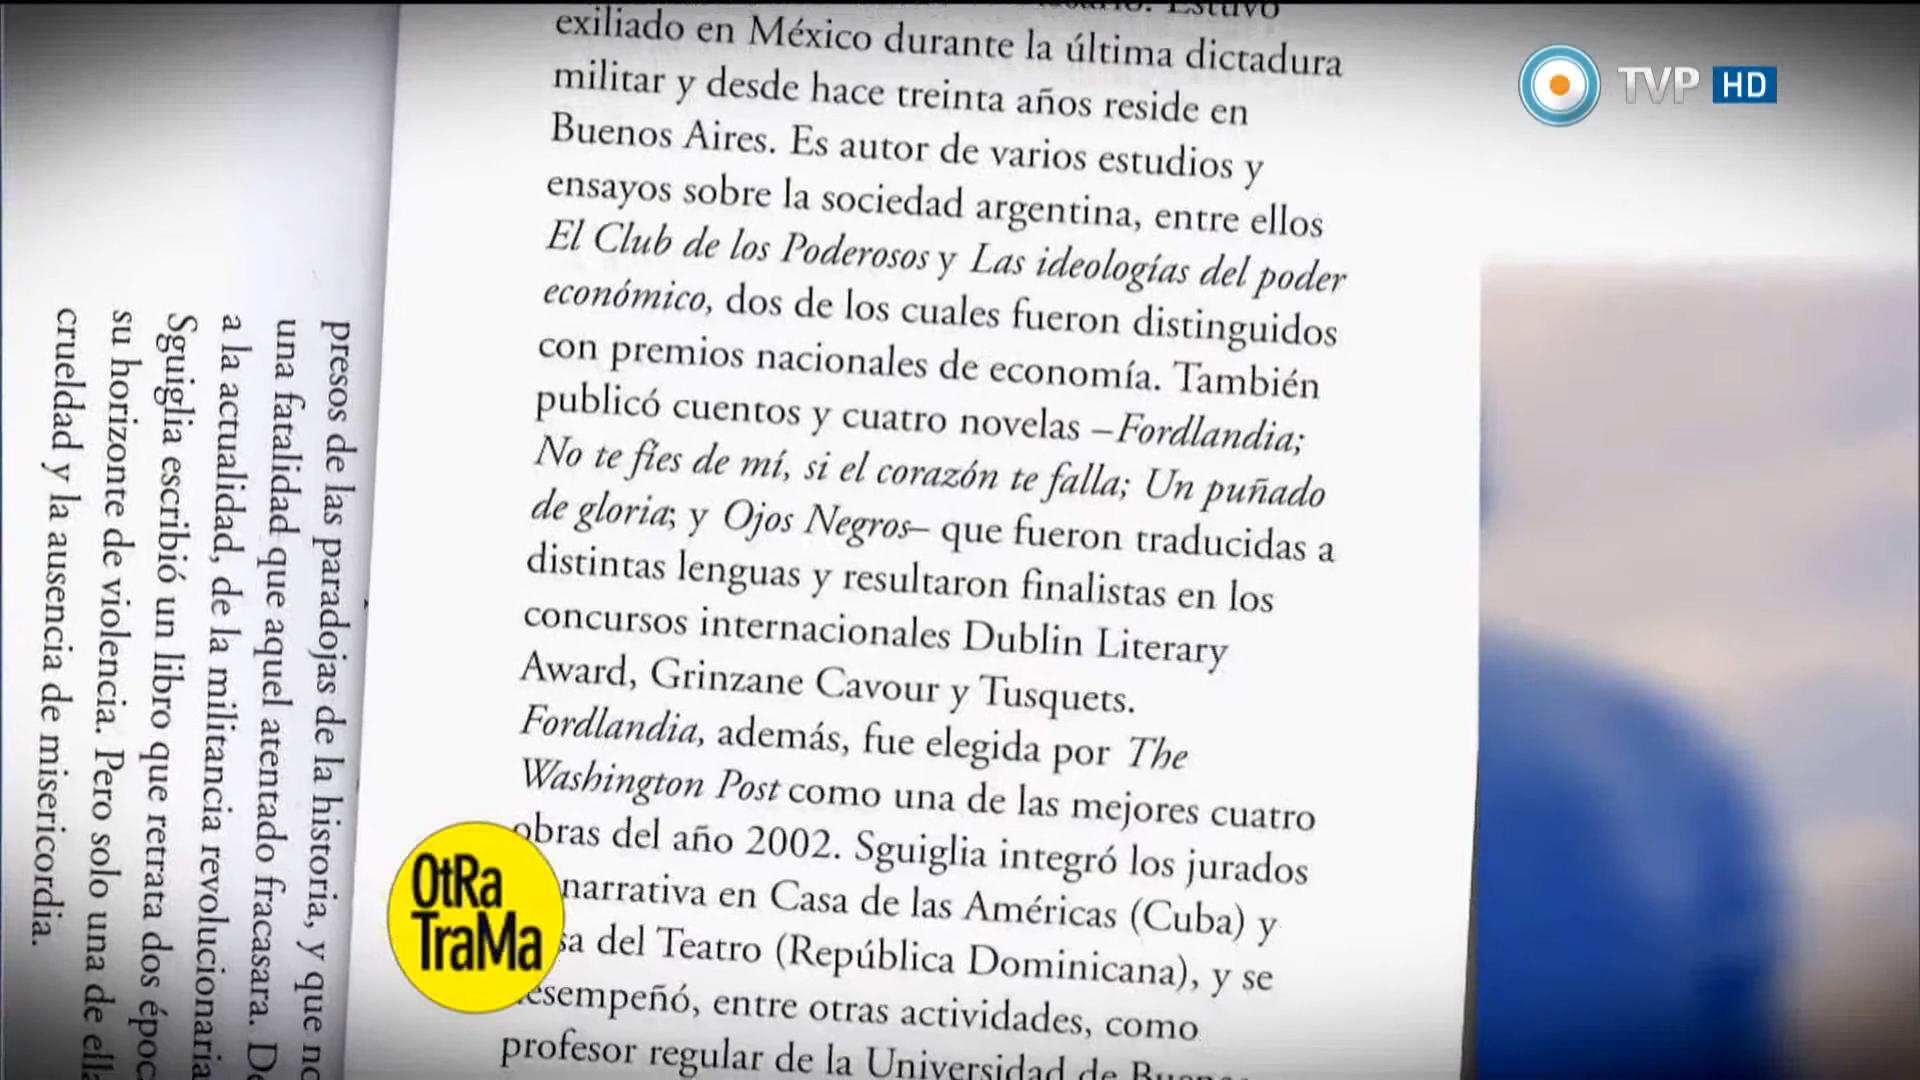 Estuvo
exiliado en México durante la última dictadura
militar y desde hace treinta años reside en
Buenos Aires. Es autor de varios estudios y
ensayos sobre la sociedad argentina, entre ellos
El Club de los Poderosos y Las ideologías del poder
económico, dos de los cuales fueron distinguidos
con premios nacionales de economía. También
publicó cuentos y cuatro novelas –Fordlandia;
No te fíes de mí, si el corazón te falla; Un puñado
de gloria; y Ojos Negros– que fueron traducidas a
distintas lenguas y resultaron finalistas en los
concursos internacionales Dublin Literary
Award, Grinzane Cavour y Tusquets.
Fordlandia, además, fue elegida por The
Washington Post como una de las mejores cuatro
obras del año 2002. Sguiglia integró los jurados
narrativa en Casa de las Américas (Cuba) y
sa del Teatro (República Dominicana), y se
esempeñó, entre otras actividades, como
profesor regular de la Universidad de
presos de las paradojas de la historia, y que no
una fatalidad que aquel atentado fracasara. De
a la actualidad, de la militancia revolucionaria
Sguiglia escribió un libro que retrata dos époc
su horizonte de violencia. Pero solo una de ella
crueldad y la ausencia de misericordia.
OtRa
TraMa
TVP HD